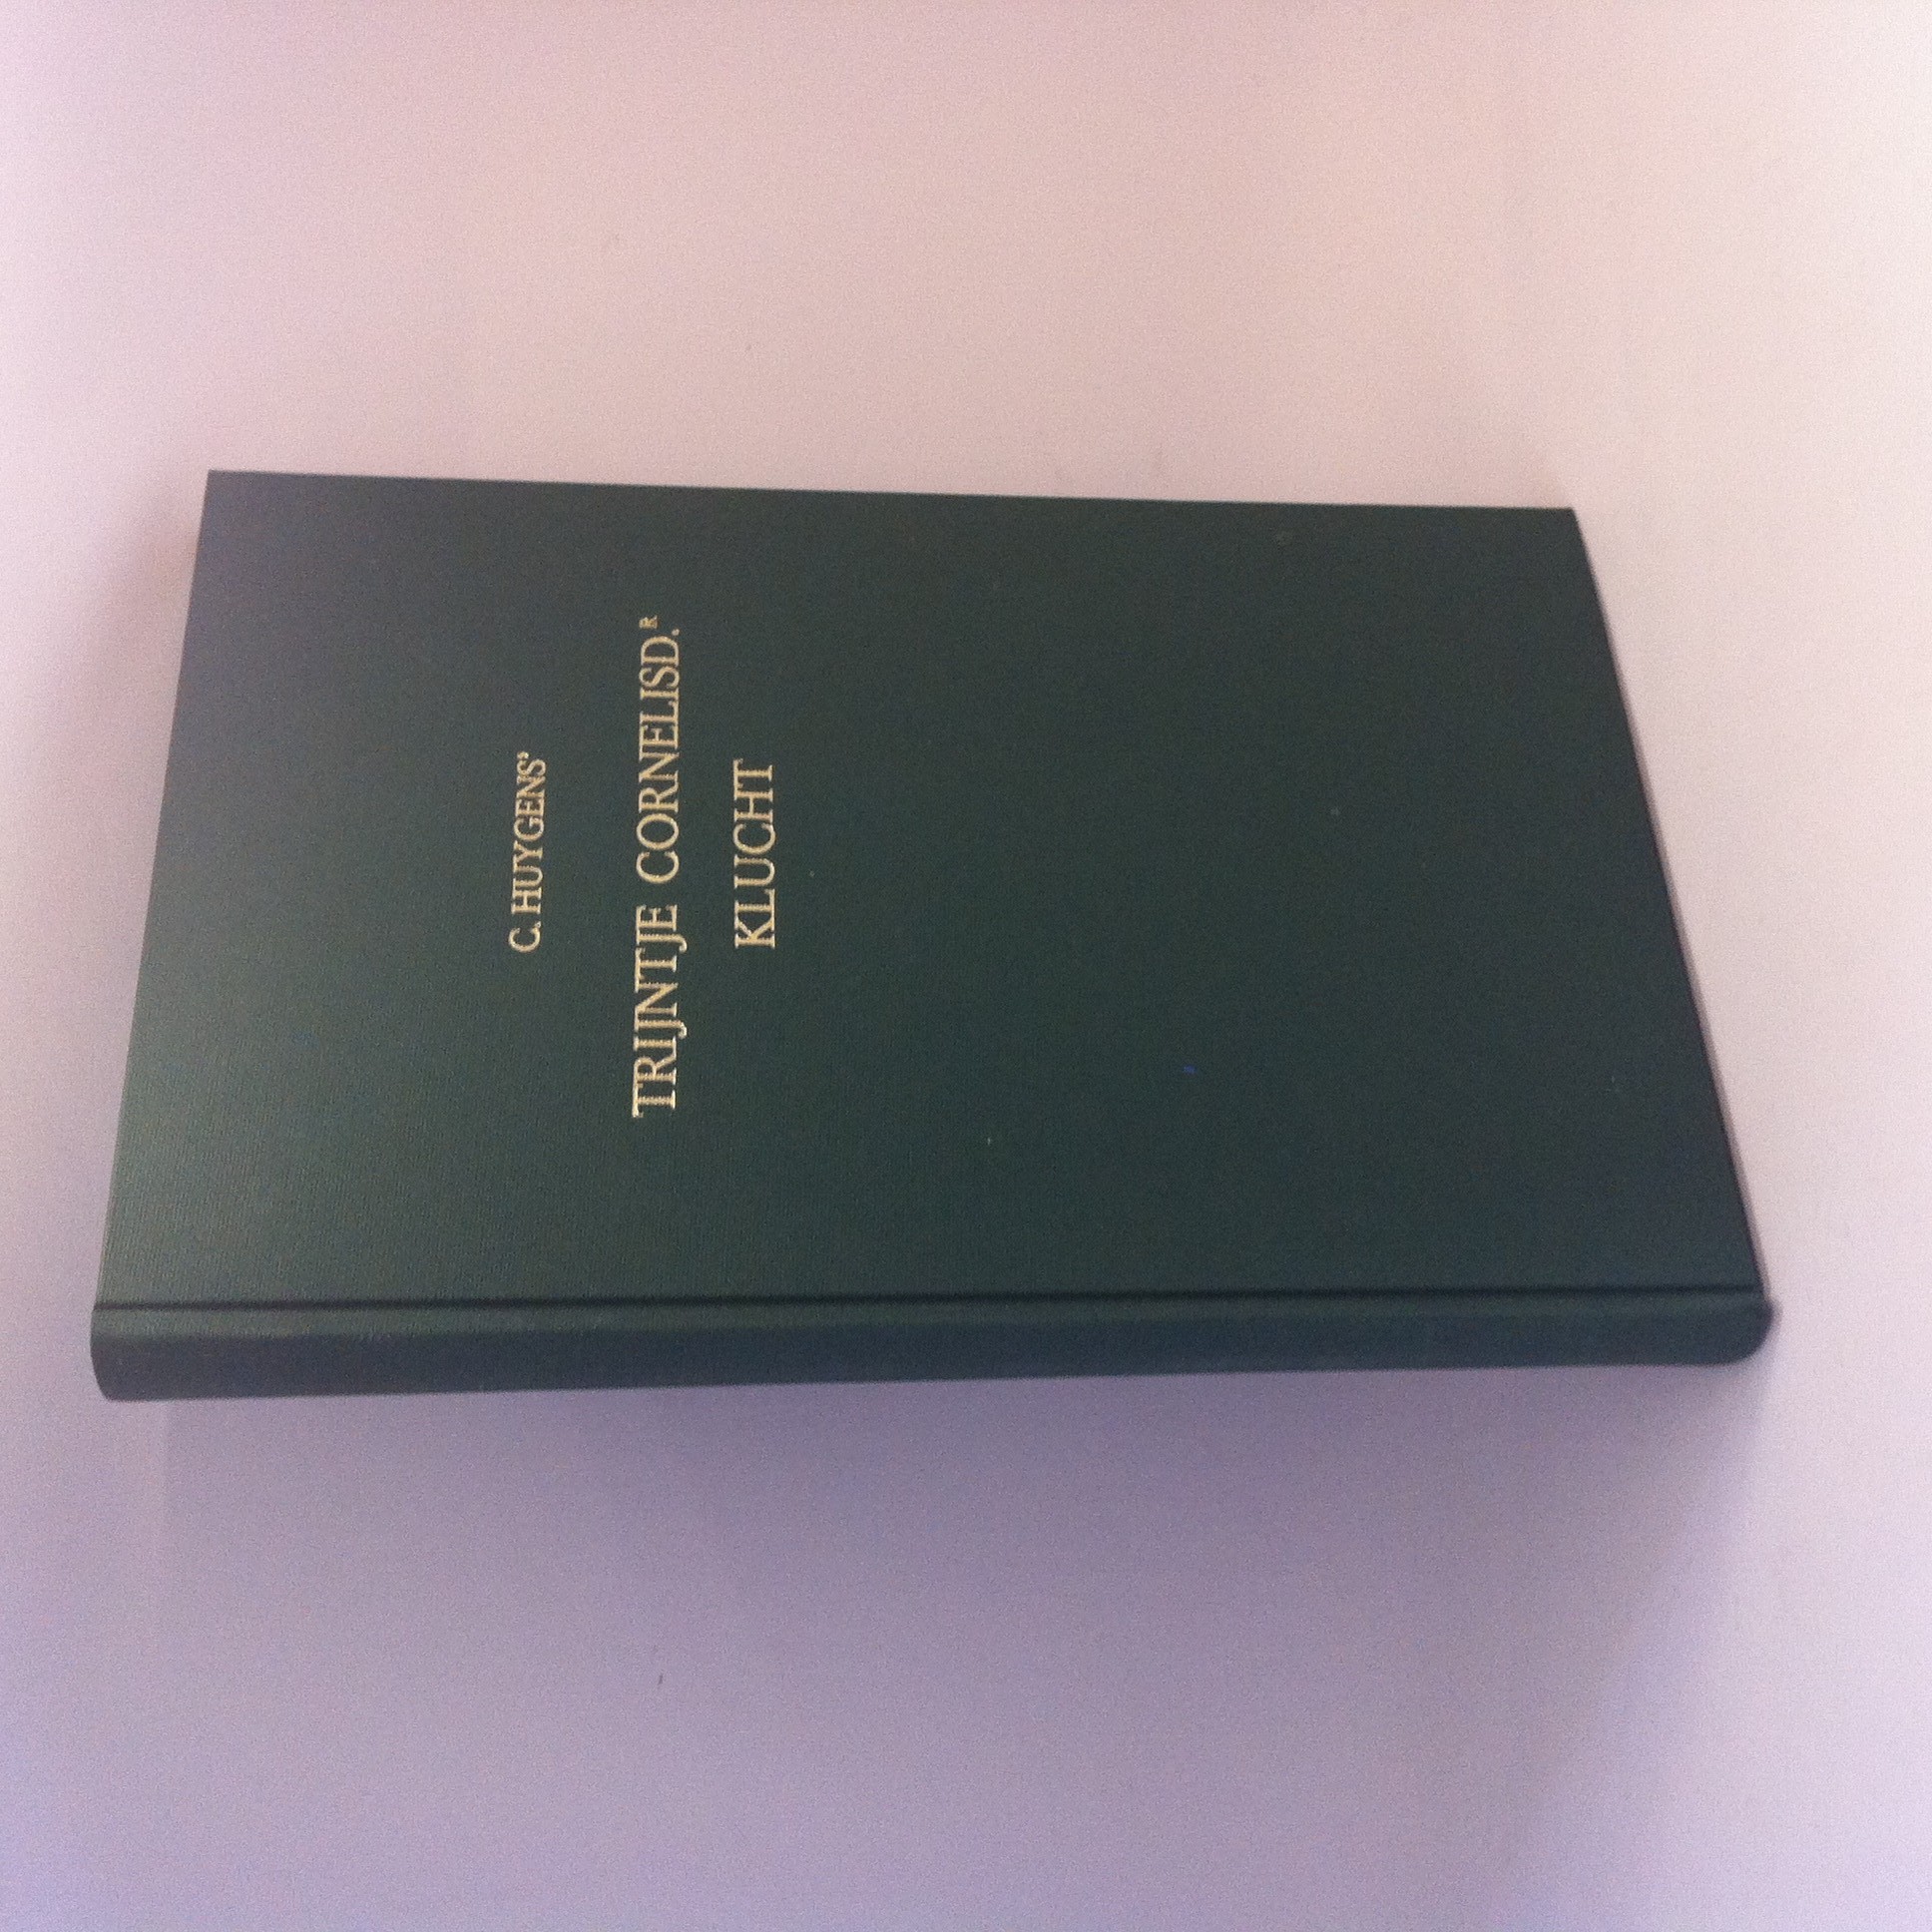 C. HUYGENS'
TRIJNTJE CORNELISD.ᴿ
KLUCHT